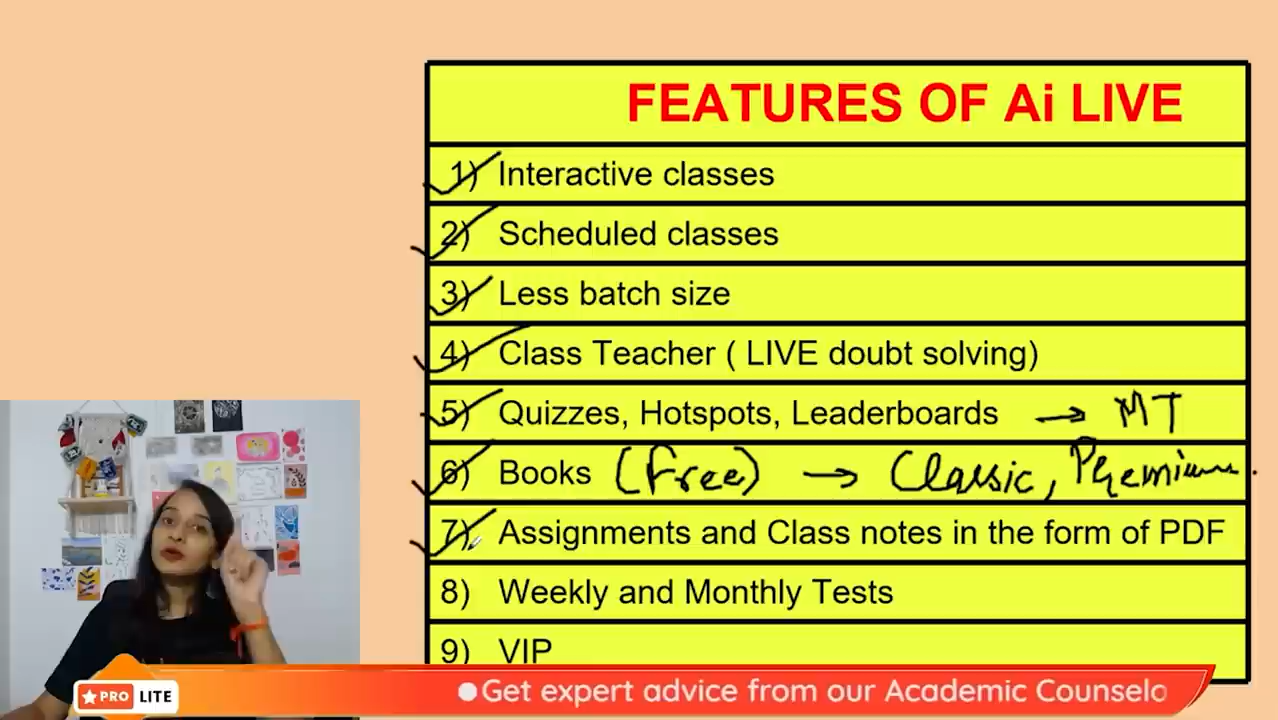 FEATURES OF Ai LIVE
1) Interactive classes
2) Scheduled classes
3) Less batch size
4) Class Teacher ( LIVE doubt solving)
5) Quizzes, Hotspots, Leaderboards → MT
6) Books (free) → Classic, Premium.
7) Assignments and Class notes in the form of PDF
8) Weekly and Monthly Tests
9) VIP
PRO LITE
Get expert advice from our Academic Counselo